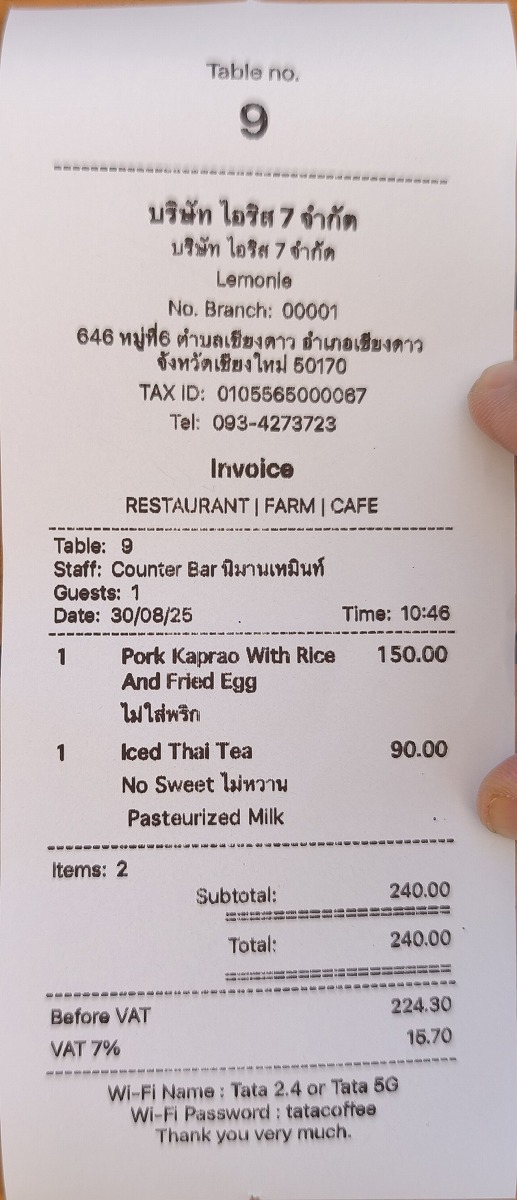 Table no.
9
บริษัท ไอริส 7 จำกัด
บริษัท ไอริส 7 จำกัด
Lemonie
No. Branch: 00001
646 หมู่ที่6 ตำบลเชียงดาว อำเภอเชียงดาว
จังหวัดเชียงใหม่ 50170
TAX ID: 0105565000067
Tel: 093-4273723
Invoice
RESTAURANT | FARM | CAFE
Table: 9
Staff: Counter Bar นิมานเหมินท์
Guests: 1
Date: 30/08/25 Time: 10:46
1 Pork Kaprao With Rice 150.00
And Fried Egg
ไม่ใส่พริก
1 Iced Thai Tea 90.00
No Sweet ไม่หวาน
Pasteurized Milk
Items: 2
Subtotal: 240.00
Total: 240.00
Before VAT 224.30
VAT 7% 15.70
Wi-Fi Name : Tata 2.4 or Tata 5G
Wi-Fi Password : tatacoffee
Thank you very much.